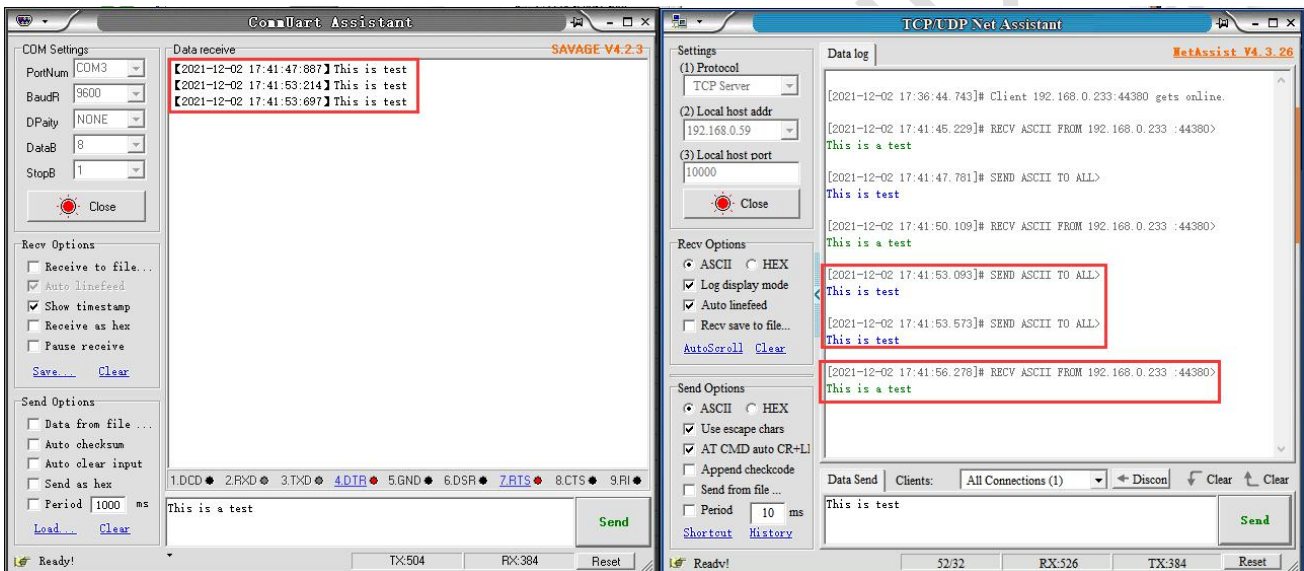 CommUart Assistant
COM Settings
PortNum COM3
BaudR 9600
DPaity NONE
DataB 8
StopB 1
Close
Recv Options
Receive to file...
Auto linefeed
Show timestamp
Receive as hex
Pause receive
Save... Clear
Send Options
Data from file ...
Auto checksum
Auto clear input
Send as hex
Period 1000 ms
Load... Clear
Data receive SAVAGE V4.2.3
【2021-12-02 17:41:47:887】This is test
【2021-12-02 17:41:53:214】This is test
【2021-12-02 17:41:53:697】This is test
1.DCD 2.RXD 3.TXD 4.DTR 5.GND 6.DSR 7.RTS 8.CTS 9.RI
This is a test
Send
Ready! TX:504 RX:384 Reset
TCP/UDP Net Assistant
Settings
(1) Protocol
TCP Server
(2) Local host addr
192.168.0.59
(3) Local host port
10000
Close
Recv Options
ASCII HEX
Log display mode
Auto linefeed
Recv save to file...
AutoScroll Clear
Send Options
ASCII HEX
Use escape chars
AT CMD auto CR+LI
Append checkcode
Send from file ...
Period 10 ms
Shortcut History
Data log NetAssist V4.3.26
[2021-12-02 17:36:44.743]# Client 192.168.0.233:44380 gets online.
[2021-12-02 17:41:45.229]# RECV ASCII FROM 192.168.0.233 :44380>
This is a test
[2021-12-02 17:41:47.781]# SEND ASCII TO ALL>
This is test
[2021-12-02 17:41:50.109]# RECV ASCII FROM 192.168.0.233 :44380>
This is a test
[2021-12-02 17:41:53.093]# SEND ASCII TO ALL>
This is test
[2021-12-02 17:41:53.573]# SEND ASCII TO ALL>
This is test
[2021-12-02 17:41:56.278]# RECV ASCII FROM 192.168.0.233 :44380>
This is a test
Data Send Clients: All Connections (1) Discon Clear Clear
This is test
Send
Ready! 52/32 RX:526 TX:384 Reset